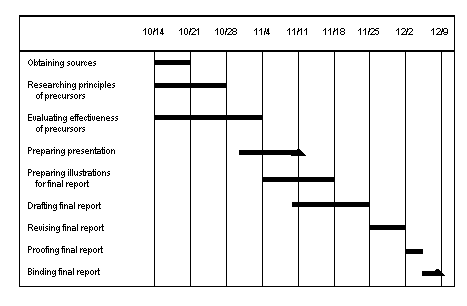 10/14 10/21 10/28 11/4 11/11 11/18 11/25 12/2 12/9
Obtaining sources
Researching principles
of precursors
Evaluating effectiveness
of precursors
Preparing presentation
Preparing illustrations
for final report
Drafting final report
Revising final report
Proofing final report
Binding final report